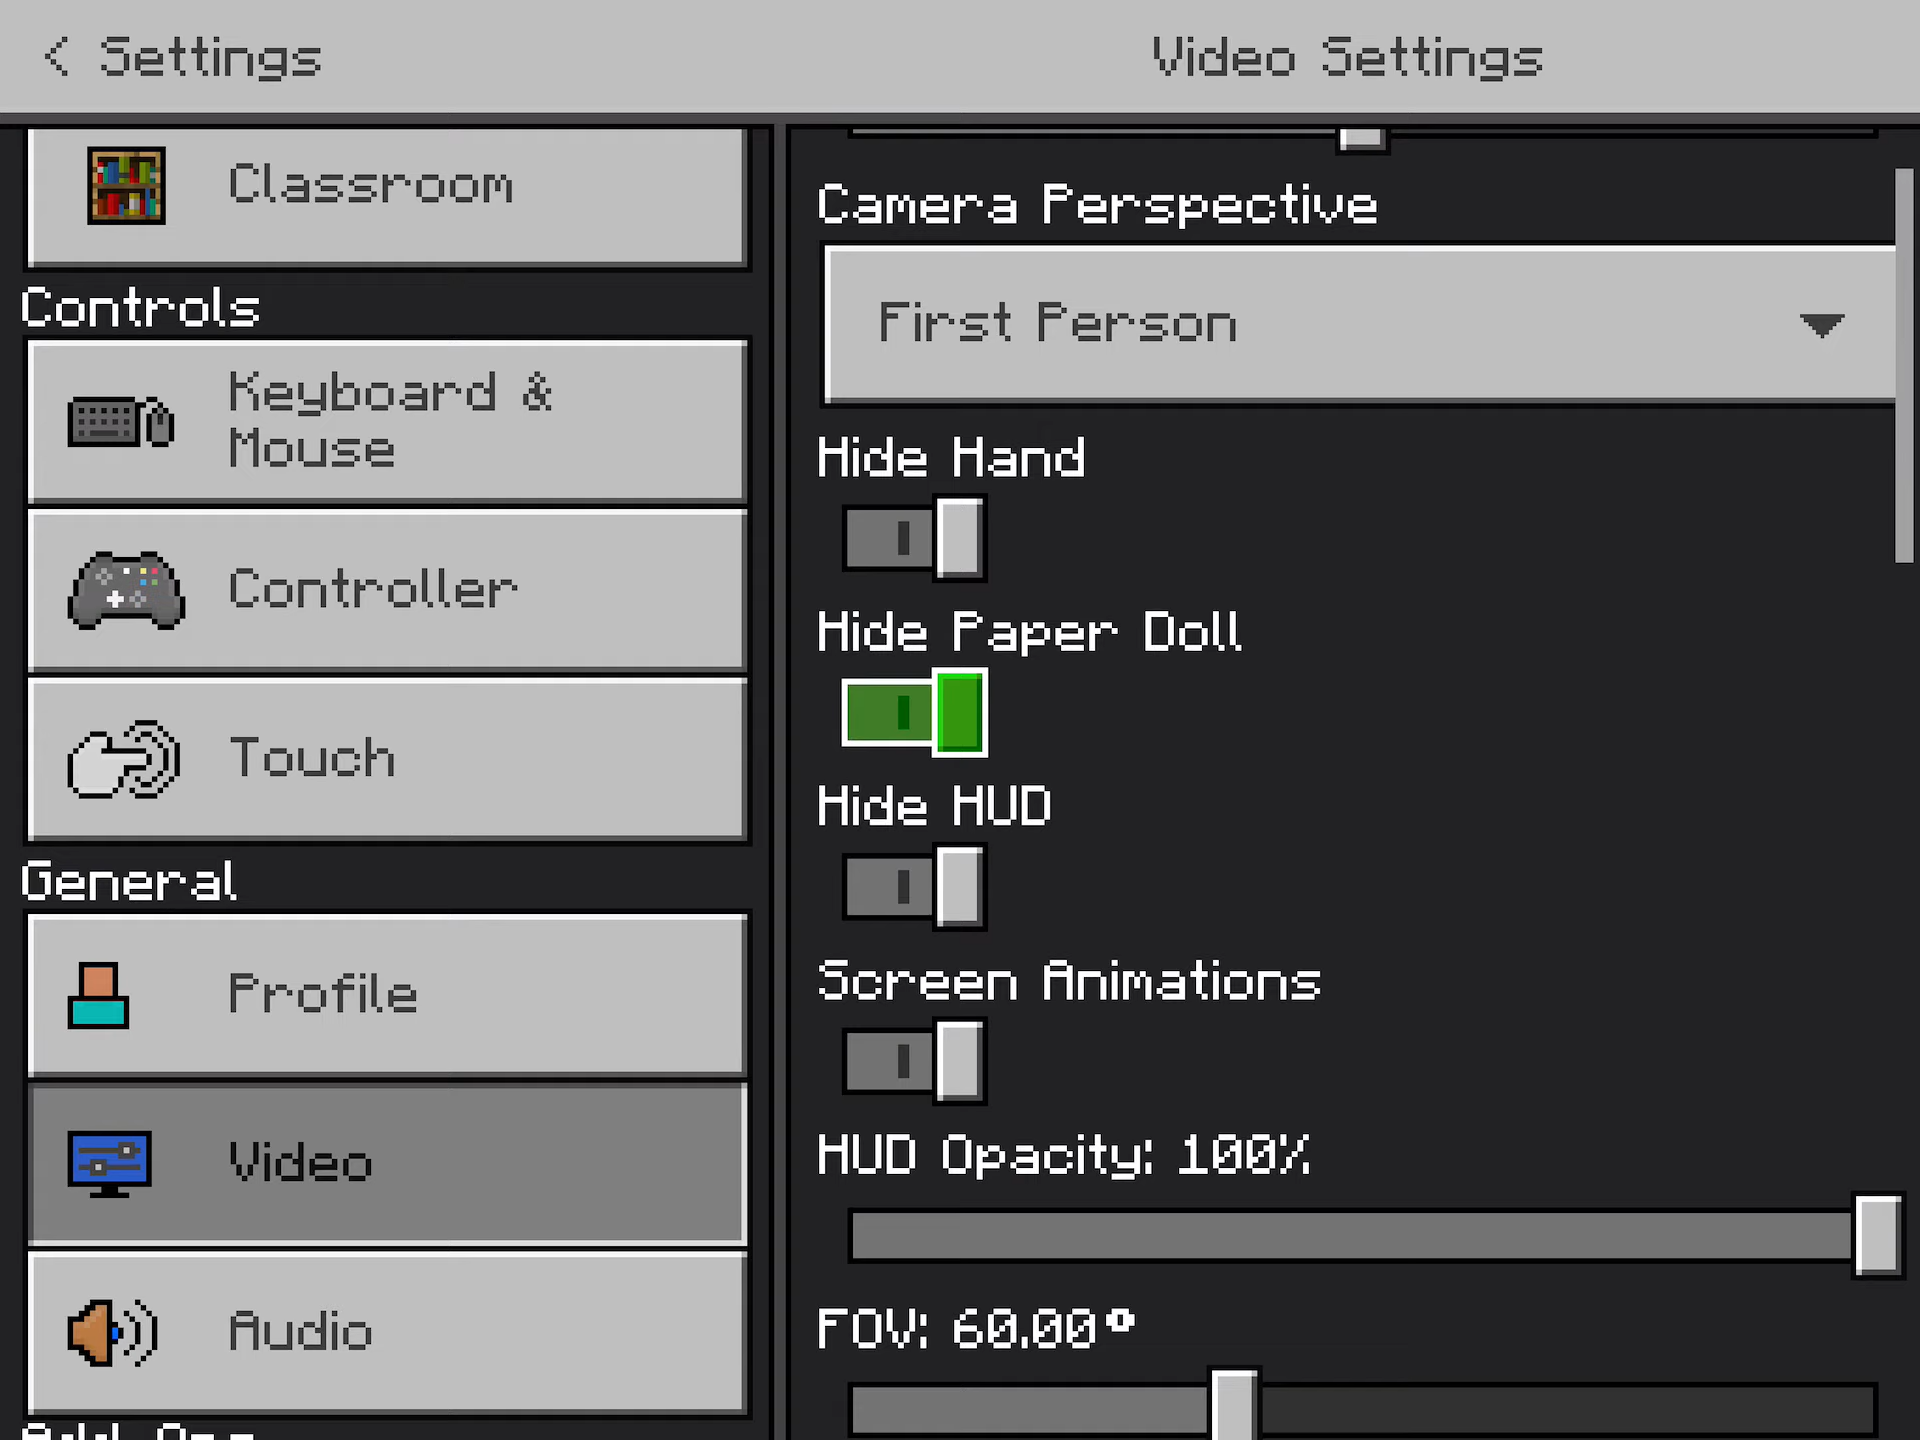 Settings
Video Settings
Classroom
Controls
Keyboard &
Mouse
Controller
Touch
General
Profile
Video
Audio
Camera Perspective
First Person
Hide Hand
Hide Paper Doll
Hide HUD
Screen Animations
HUD Opacity: 100%
FOV: 60.00°